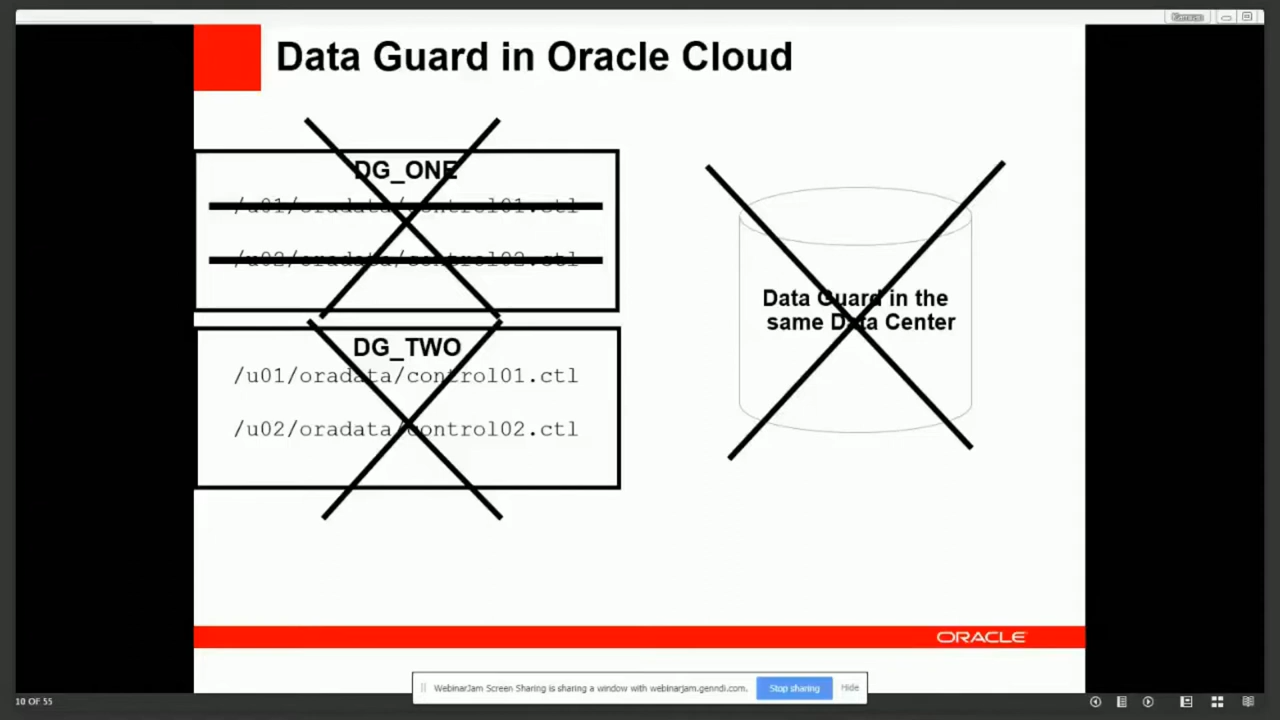 Data Guard in Oracle Cloud
DG_ONE
/u01/oradata/control01.ctl
/u02/oradata/control02.ctl
DG_TWO
/u01/oradata/control01.ctl
/u02/oradata/control02.ctl
Data Guard in the
same Data Center
ORACLE
WebinarJam Screen Sharing is sharing a window with webinarjam.genndi.com.
Stop sharing
Hide
10 OF 55